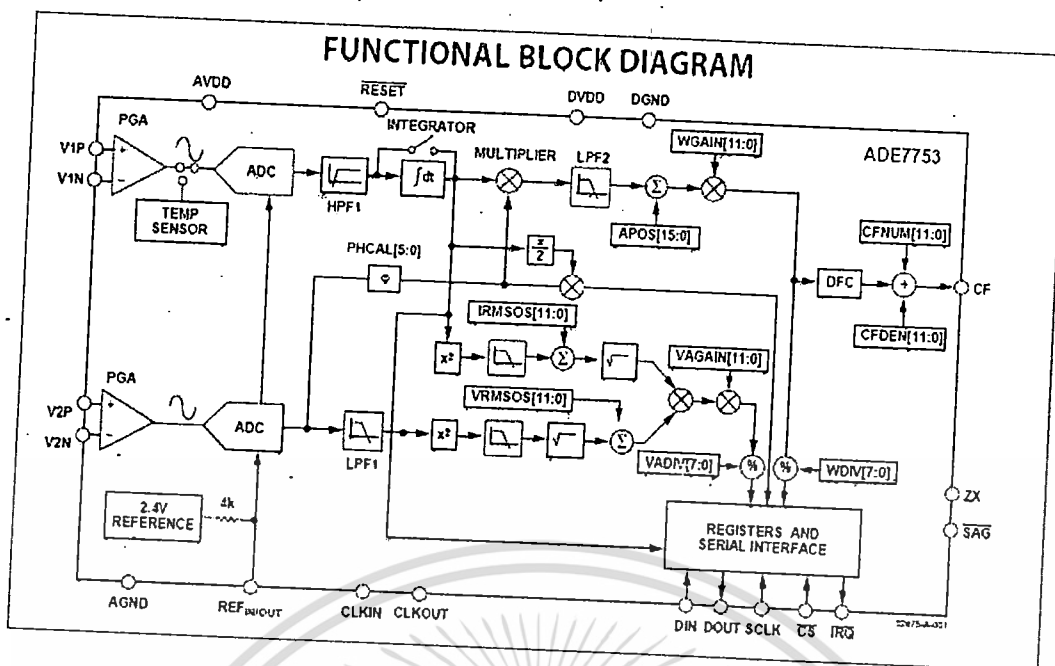 FUNCTIONAL BLOCK DIAGRAM
AVDD
RESET
DVDD
DGND
INTEGRATOR
PGA
V1P
V1N
+
−
ADC
TEMP
SENSOR
HPF1
∫dt
MULTIPLIER
LPF2
Σ
WGAIN[11:0]
ADE7753
APOS[15:0]
CFNUM[11:0]
PHCAL[5:0]
2
DFC
CF
CFDEN[11:0]
IRMSOS[11:0]
x²
Σ
√
VAGAIN[11:0]
PGA
V2P
V2N
+
−
ADC
LPF1
VRMSOS[11:0]
x²
√
Σ
VADIV[7:0]
%
%
WDIV[7:0]
2.4V
REFERENCE
4k
REGISTERS AND
SERIAL INTERFACE
ZX
SAG
AGND
REFIN/OUT
CLKIN
CLKOUT
DIN
DOUT
SCLK
CS
IRQ